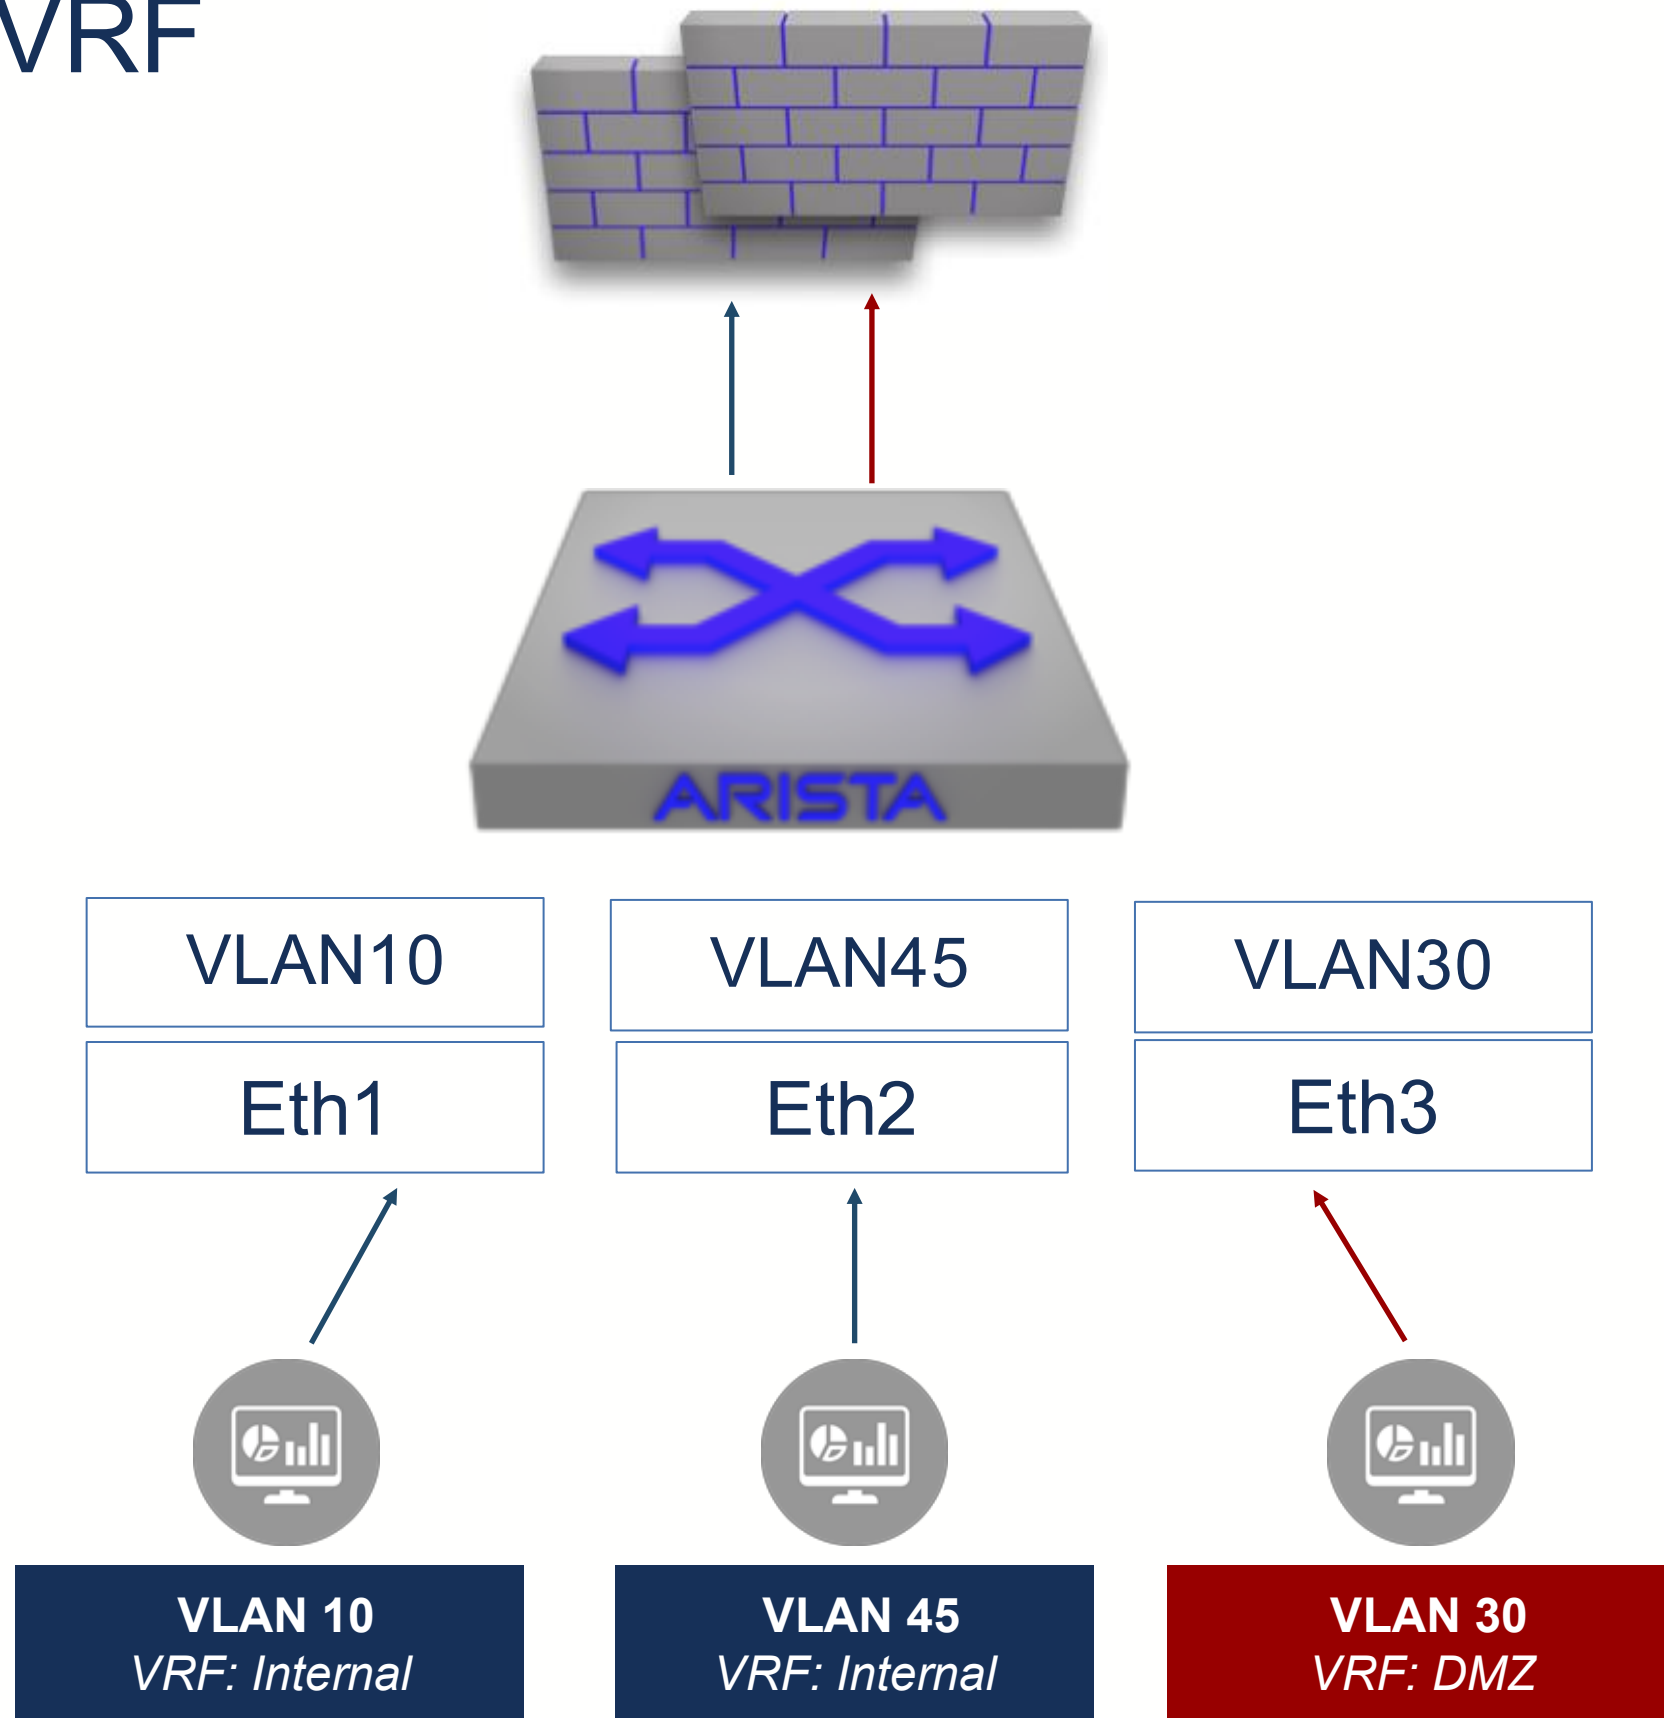 VRF
ARISTA
VLAN10
VLAN45
VLAN30
Eth1
Eth2
Eth3
VLAN 10
VRF: Internal
VLAN 45
VRF: Internal
VLAN 30
VRF: DMZ